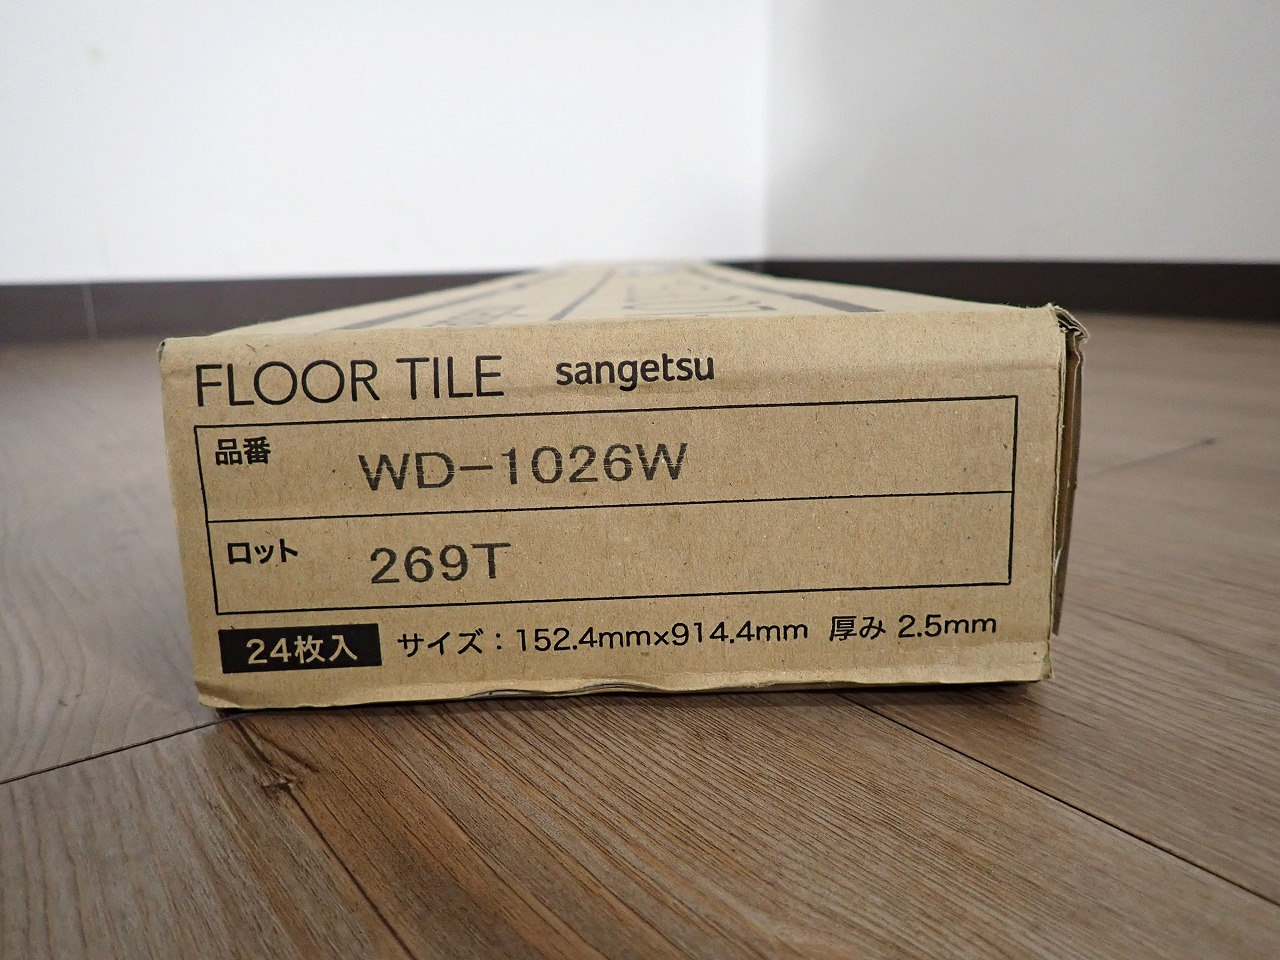 FLOOR TILE sangetsu
品番 WD-1026W
ロット 269T
24枚入 サイズ：152.4mm×914.4mm 厚み 2.5mm